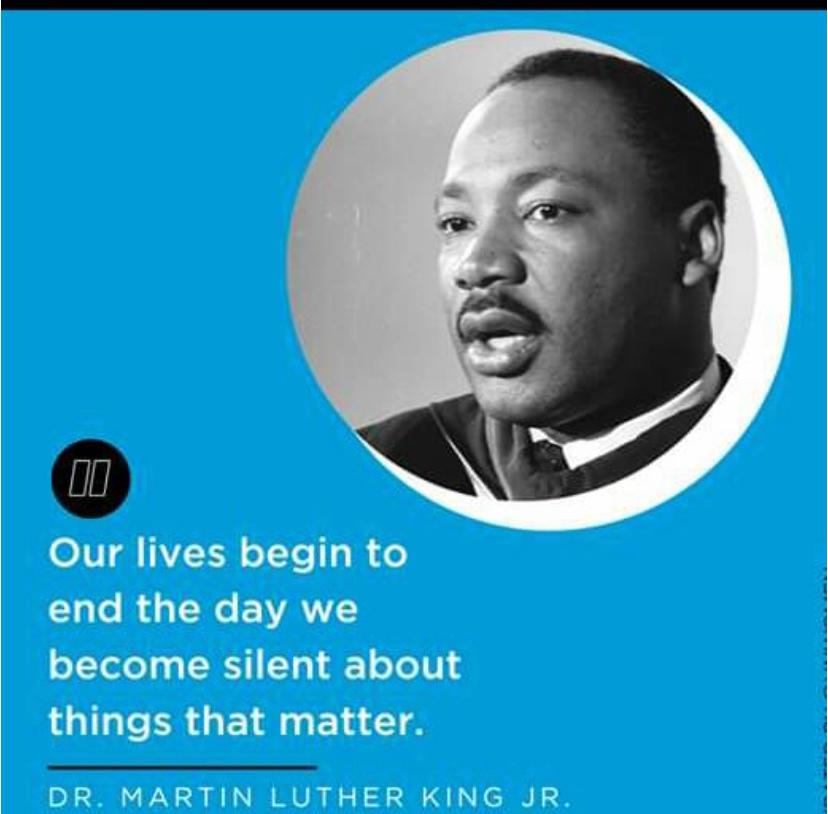 Our lives begin to
end the day we
become silent about
things that matter.
DR. MARTIN LUTHER KING JR.